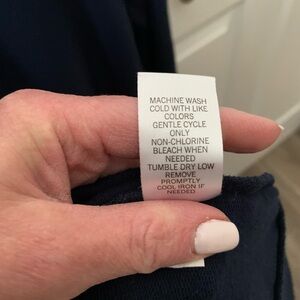 MACHINE WASH
COLD WITH LIKE
COLORS
GENTLE CYCLE
ONLY
NON-CHLORINE
BLEACH WHEN
NEEDED
TUMBLE DRY LOW
REMOVE
PROMPTLY
COOL IRON IF
NEEDED